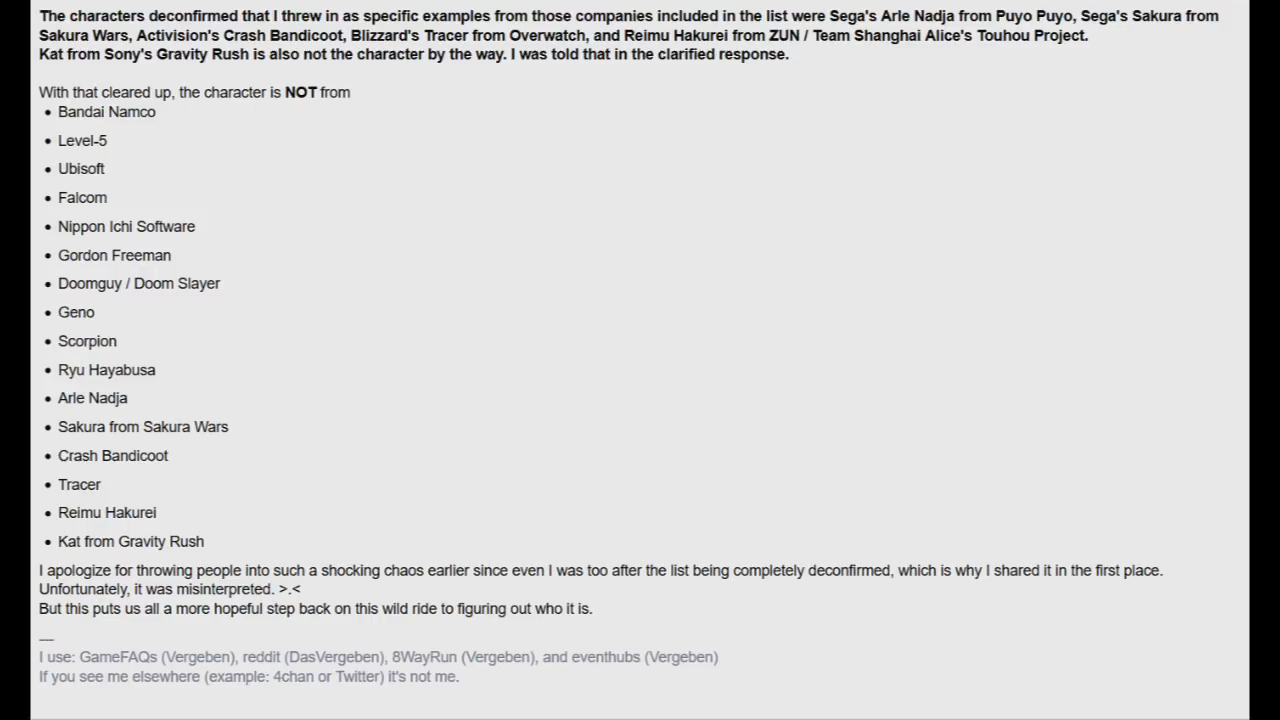 The characters deconfirmed that I threw in as specific examples from those companies included in the list were Sega's Arle Nadja from Puyo Puyo, Sega's Sakura from
Sakura Wars, Activision's Crash Bandicoot, Blizzard's Tracer from Overwatch, and Reimu Hakurei from ZUN / Team Shanghai Alice's Touhou Project.
Kat from Sony's Gravity Rush is also not the character by the way. I was told that in the clarified response.
With that cleared up, the character is NOT from
• Bandai Namco
• Level-5
• Ubisoft
• Falcom
• Nippon Ichi Software
• Gordon Freeman
• Doomguy / Doom Slayer
• Geno
• Scorpion
• Ryu Hayabusa
• Arle Nadja
• Sakura from Sakura Wars
• Crash Bandicoot
• Tracer
• Reimu Hakurei
• Kat from Gravity Rush
I apologize for throwing people into such a shocking chaos earlier since even I was too after the list being completely deconfirmed, which is why I shared it in the first place.
Unfortunately, it was misinterpreted. >.<
But this puts us all a more hopeful step back on this wild ride to figuring out who it is.
---
I use: GameFAQs (Vergeben), reddit (DasVergeben), 8WayRun (Vergeben), and eventhubs (Vergeben)
If you see me elsewhere (example: 4chan or Twitter) it's not me.